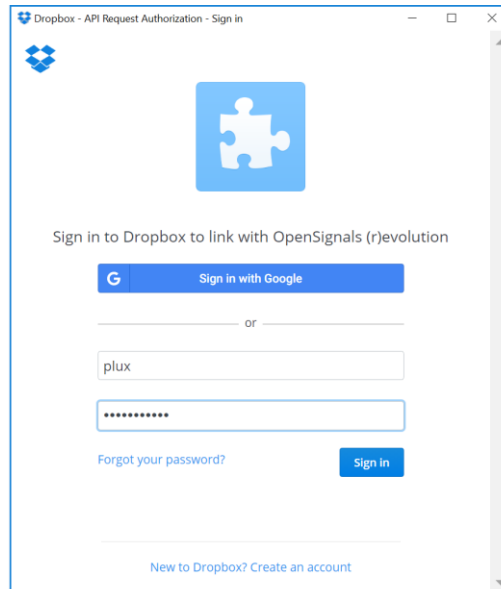 Dropbox - API Request Authorization - Sign in
Sign in to Dropbox to link with OpenSignals (r)evolution
G Sign in with Google
or
plux
•••••••••••
Forgot your password?
Sign in
New to Dropbox? Create an account